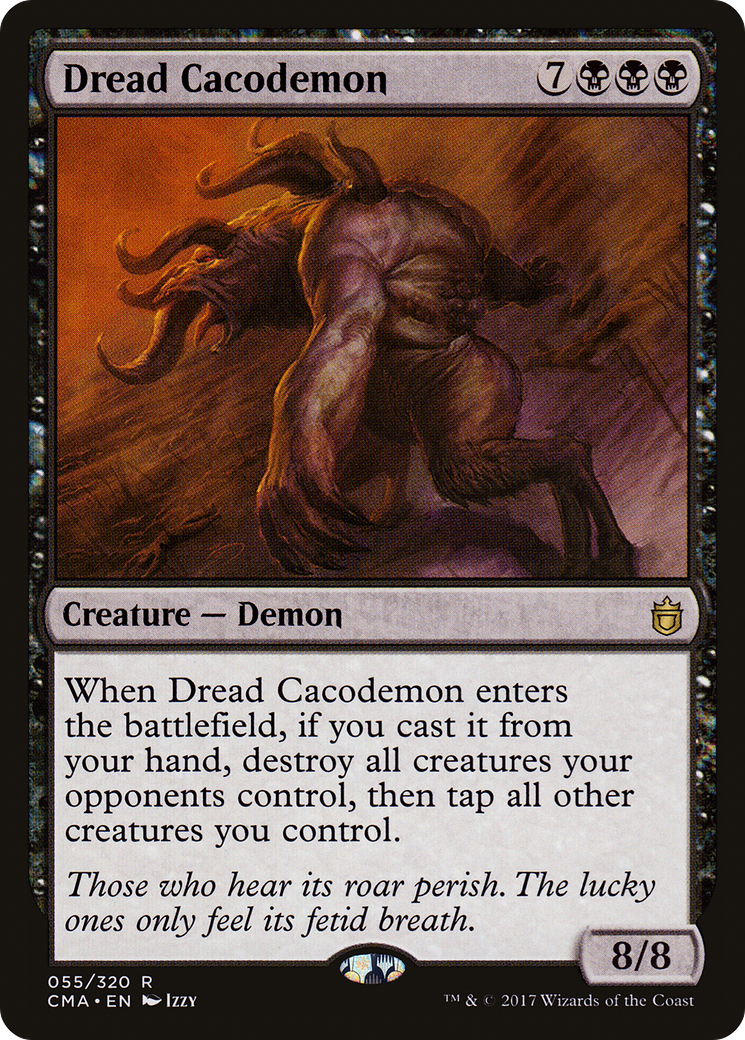 Dread Cacodemon 7
Creature — Demon
When Dread Cacodemon enters
the battlefield, if you cast it from
your hand, destroy all creatures your
opponents control, then tap all other
creatures you control.
Those who hear its roar perish. The lucky
ones only feel its fetid breath.
8/8
055/320 R
CMA • EN Izzy
™ & © 2017 Wizards of the Coast